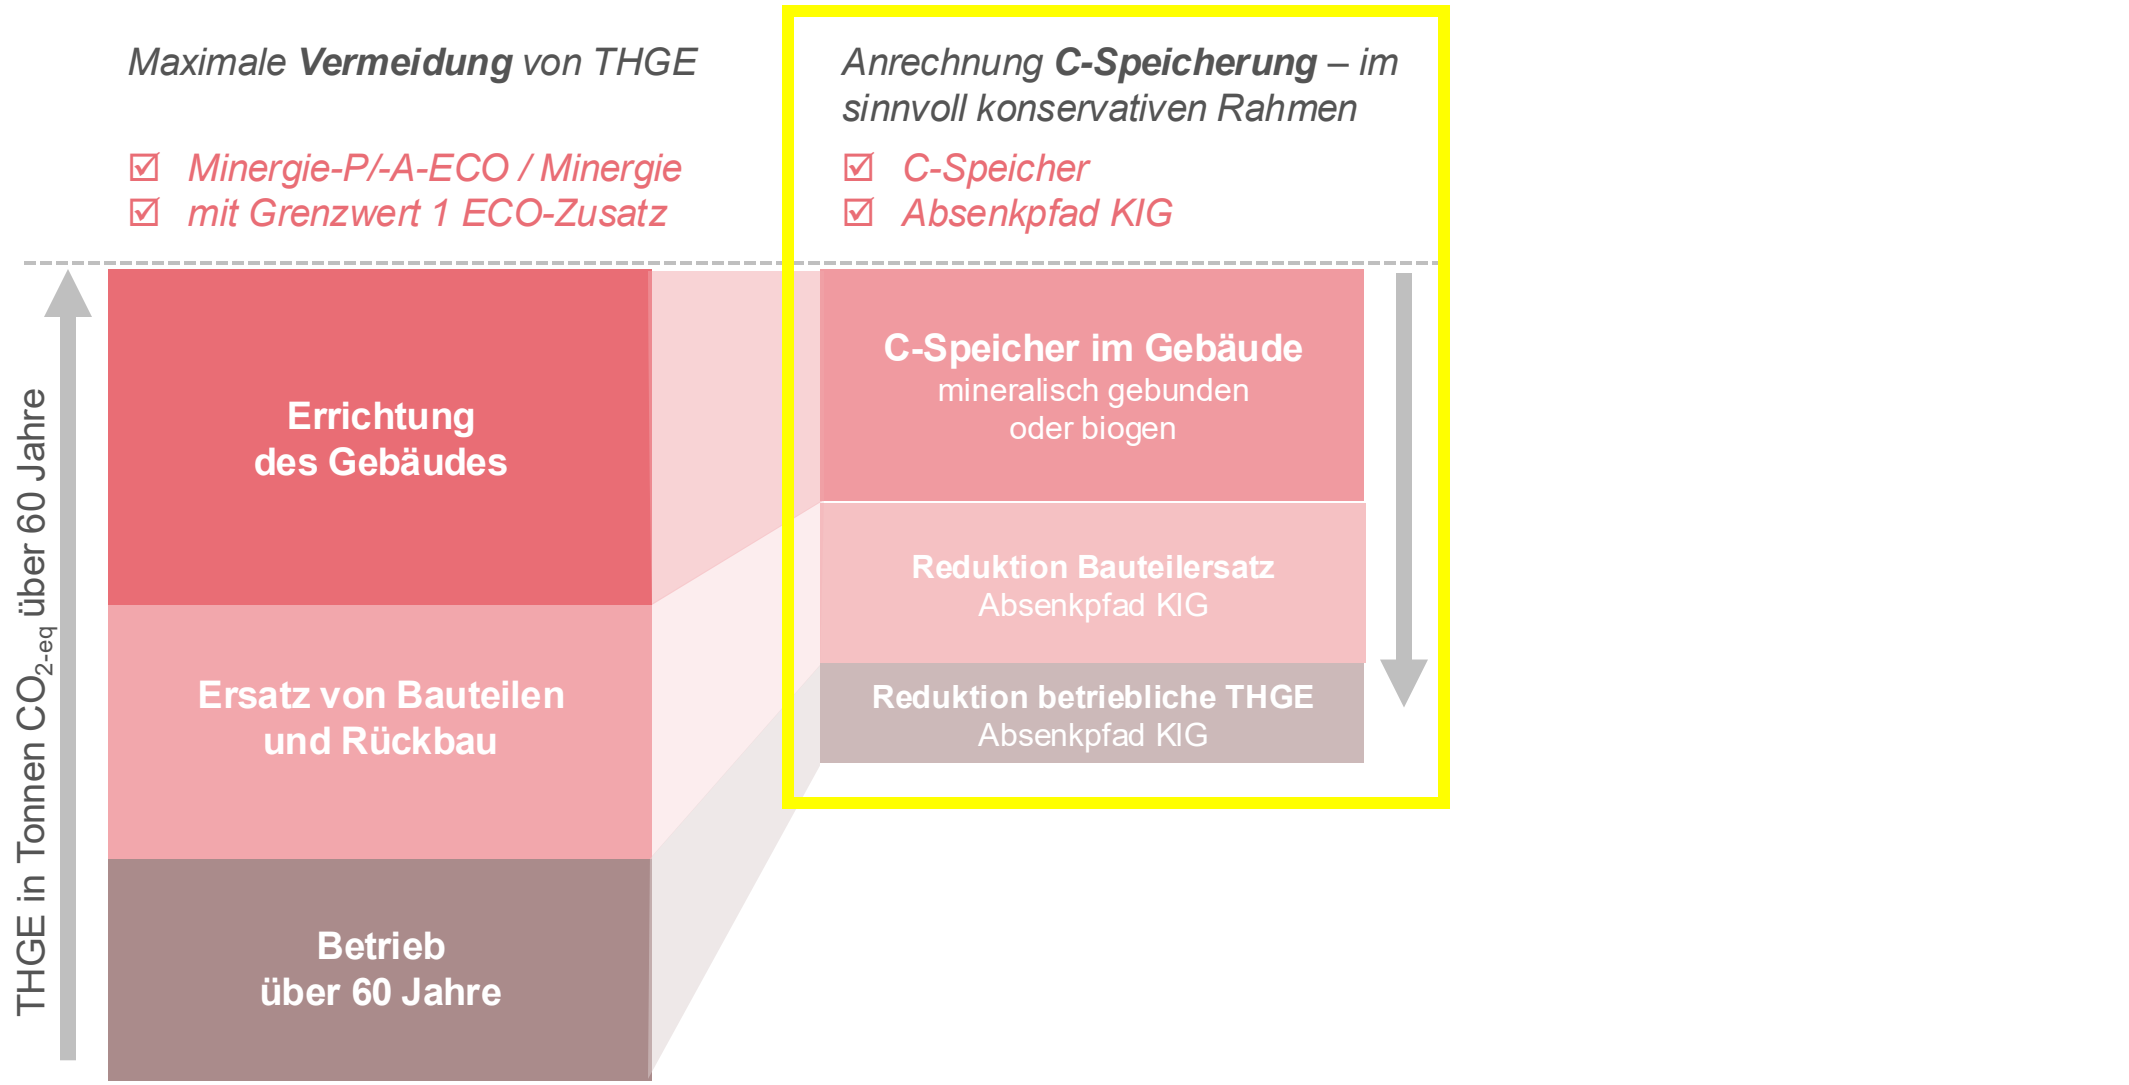 Maximale Vermeidung von THGE
☑ Minergie-P/-A-ECO / Minergie
☑ mit Grenzwert 1 ECO-Zusatz
Anrechnung C-Speicherung – im
sinnvoll konservativen Rahmen
☑ C-Speicher
☑ Absenkpfad KIG
THGE in Tonnen CO2-eq über 60 Jahre
Errichtung
des Gebäudes
Ersatz von Bauteilen
und Rückbau
Betrieb
über 60 Jahre
C-Speicher im Gebäude
mineralisch gebunden
oder biogen
Reduktion Bauteilersatz
Absenkpfad KIG
Reduktion betriebliche THGE
Absenkpfad KIG